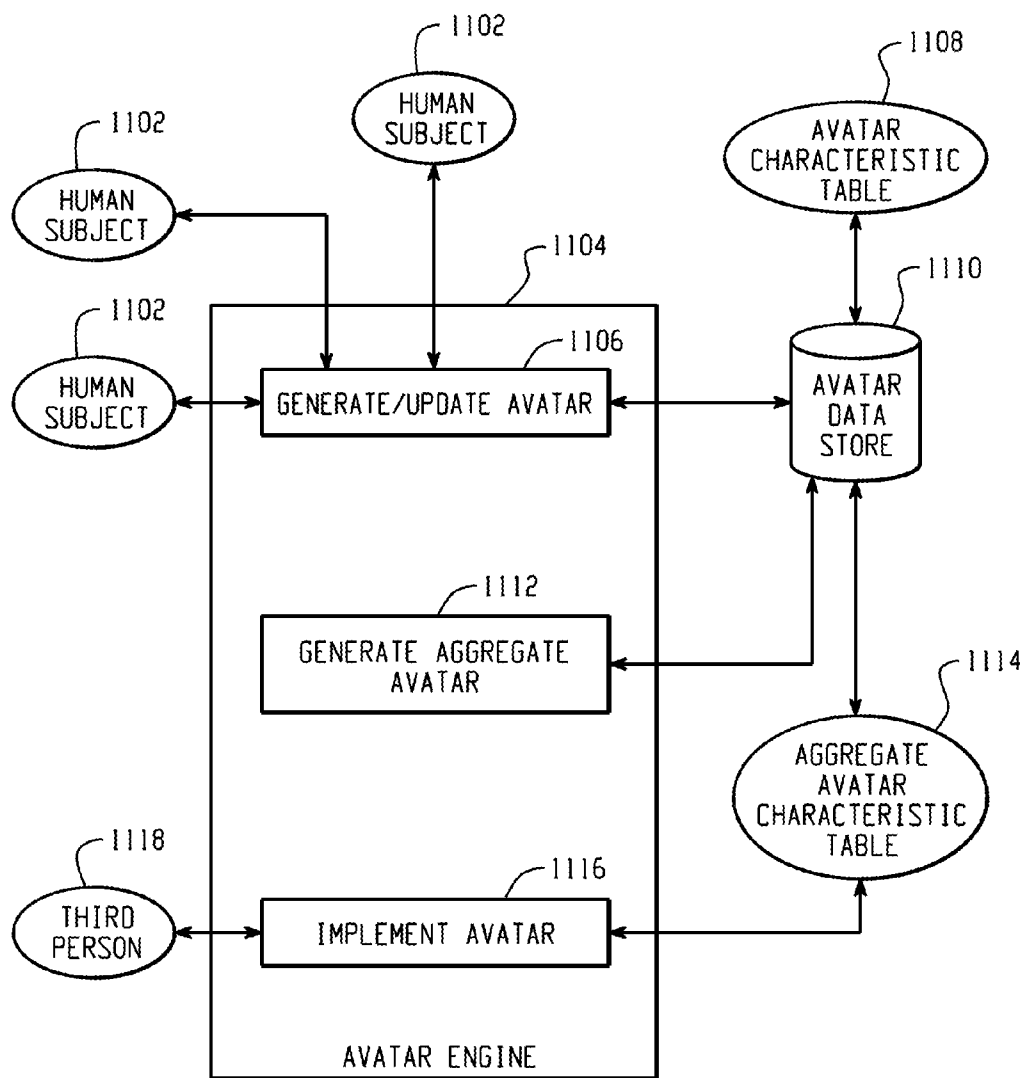 1102
HUMAN
SUBJECT
1108
AVATAR
CHARACTERISTIC
TABLE
1102
HUMAN
SUBJECT
1104
1110
AVATAR
DATA
STORE
1102
HUMAN
SUBJECT
1106
GENERATE/UPDATE AVATAR
1112
GENERATE AGGREGATE
AVATAR
1114
AGGREGATE
AVATAR
CHARACTERISTIC
TABLE
1118
THIRD
PERSON
1116
IMPLEMENT AVATAR
AVATAR ENGINE